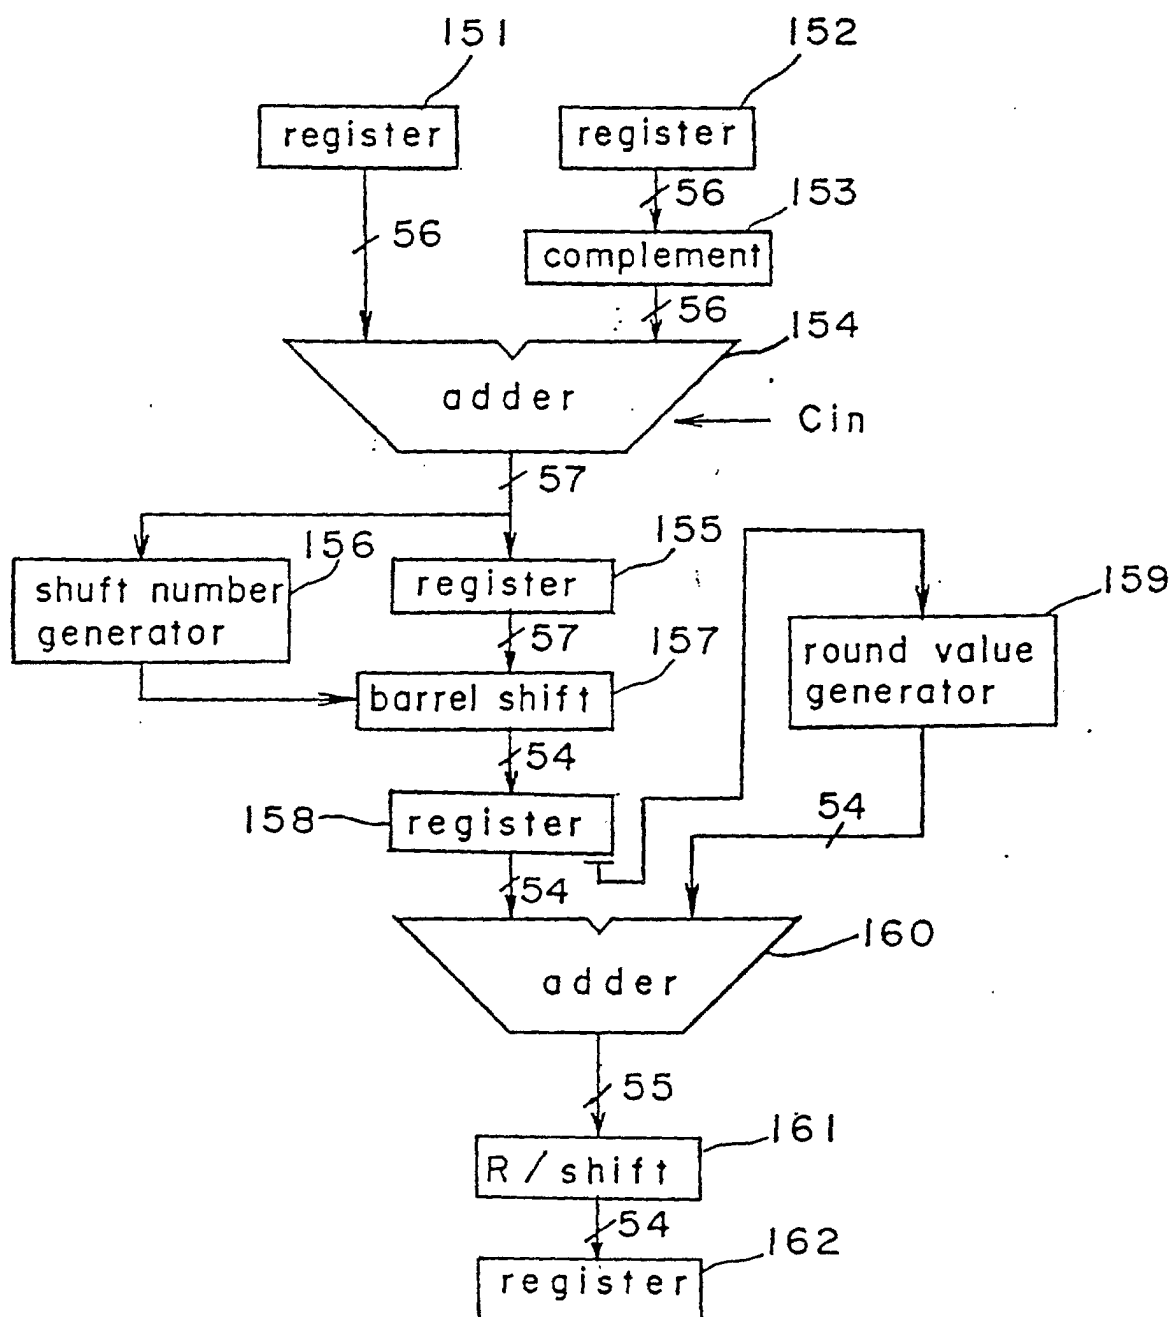 151
152
register
register
56
153
56
complement
56
154
adder
Cin
57
156
155
shuft number
generator
register
159
57
157
round value
generator
barrel shift
54
54
158
register
54
160
adder
55
161
R / shift
54
162
register